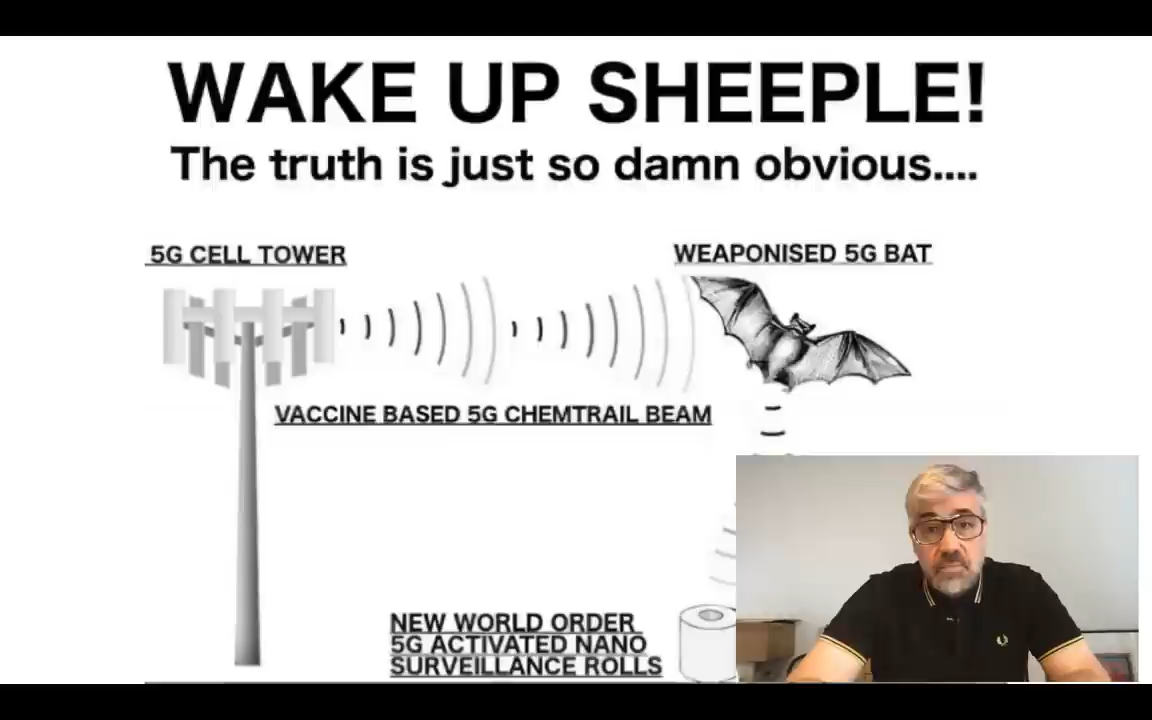 WAKE UP SHEEPLE!
The truth is just so damn obvious....
5G CELL TOWER
WEAPONISED 5G BAT
VACCINE BASED 5G CHEMTRAIL BEAM
NEW WORLD ORDER
5G ACTIVATED NANO
SURVEILLANCE ROLLS